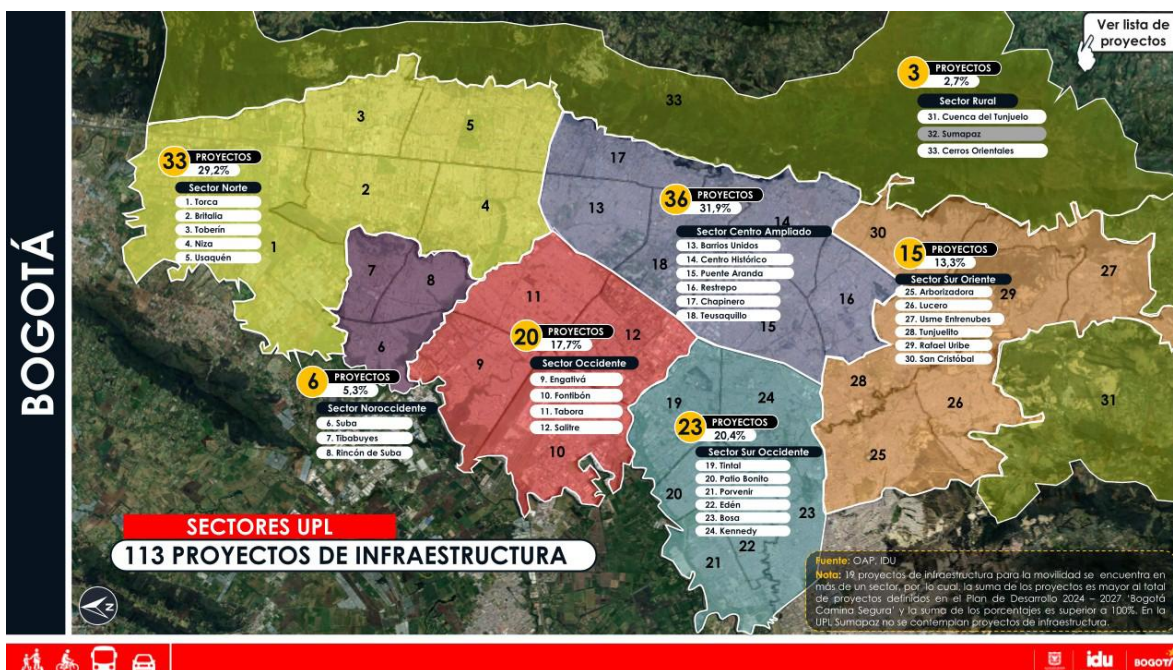 BOGOTÁ
Ver lista de
proyectos
33
3
PROYECTOS
2,7%
Sector Rural
31. Cuenca del Tunjuelo
32. Sumapaz
33. Cerros Orientales
3
5
17
33
PROYECTOS
29,2%
Sector Norte
1. Torca
2. Britalia
3. Toberín
4. Niza
5. Usaquén
2
4
1
13
36
PROYECTOS
31,9%
14
Sector Centro Ampliado
13. Barrios Unidos
14. Centro Histórico
15. Puente Aranda
16. Restrepo
17. Chapinero
18. Teusaquillo
18
16
15
30
15
PROYECTOS
13,3%
27
Sector Sur Oriente
29
25. Arborizadora
26. Lucero
27. Usme Entrenubes
28. Tunjuelito
29. Rafael Uribe
30. San Cristóbal
7
8
6
11
12
9
20
PROYECTOS
17,7%
Sector Occidente
9. Engativá
10. Fontibón
11. Tabora
12. Salitre
10
6
PROYECTOS
5,3%
Sector Noroccidente
6. Suba
7. Tibabuyes
8. Rincón de Suba
19
24
23
PROYECTOS
20,4%
Sector Sur Occidente
19. Tintal
20. Patio Bonito
21. Porvenir
22. Edén
23. Bosa
24. Kennedy
20
23
22
21
28
26
25
31
SECTORES UPL
113 PROYECTOS DE INFRAESTRUCTURA
N
Fuente: OAP, IDU
Nota: 19 proyectos de infraestructura para la movilidad se encuentra en
más de un sector, por lo cual, la suma de los proyectos es mayor al total
de proyectos definidos en el Plan de Desarrollo 2024 – 2027 'Bogotá
Camina Segura' y la suma de los porcentajes es superior a 100%. En la
UPL Sumapaz no se contemplan proyectos de infraestructura.
idu
BOGOTÁ